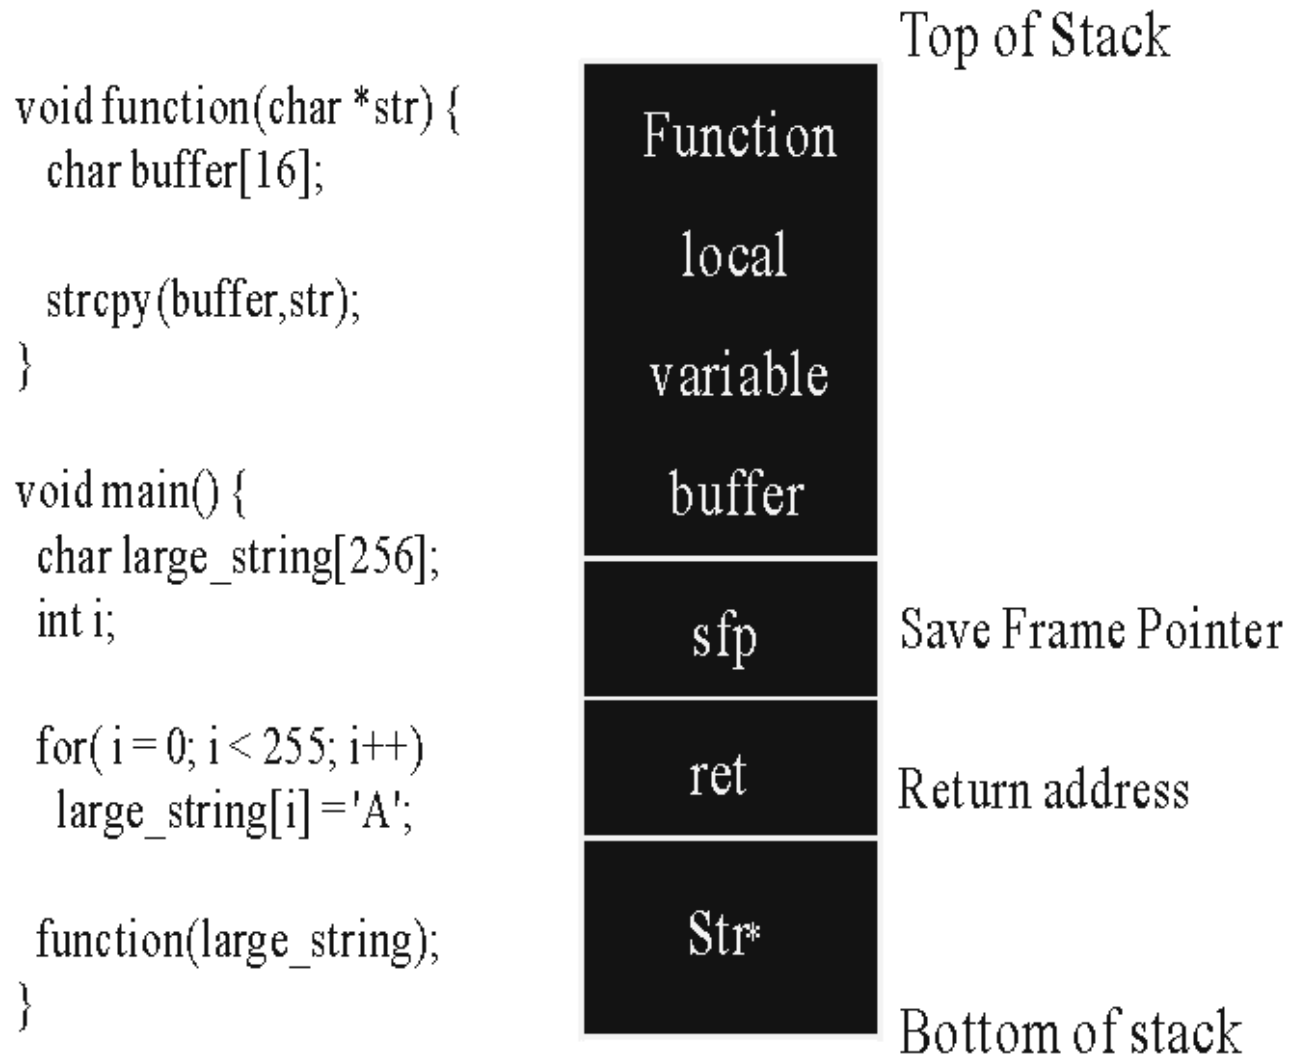 void function(char *str) {
char buffer[16];
strcpy(buffer,str);
}
void main() {
char large_string[256];
int i;
for( i = 0; i < 255; i++)
large_string[i] ='A';
function(large_string);
}
Top of Stack
Function
local
variable
buffer
sfp
Save Frame Pointer
ret
Return address
Str*
Bottom of stack